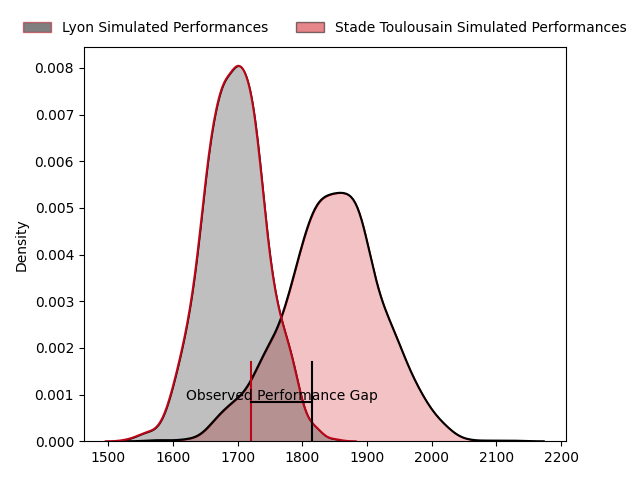 Lyon Simulated Performances
Stade Toulousain Simulated Performances
0.008
0.007
0.006
0.005
0.004
0.003
0.002
0.001
0.000
Density
Observed Performance Gap
1500 1600 1700 1800 1900 2000 2100 2200